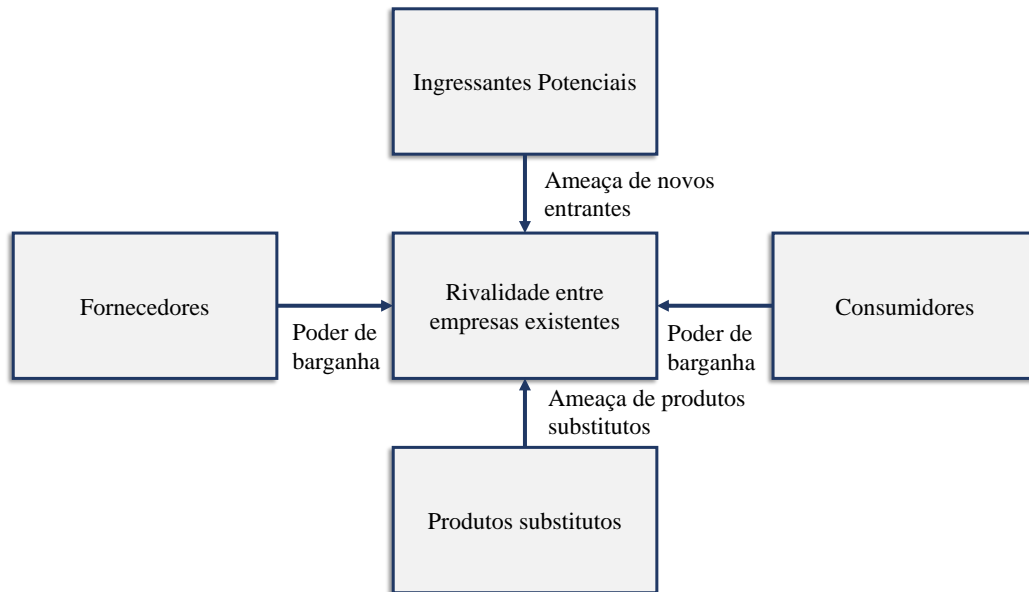 Ingressantes Potenciais
Ameaça de novos
entrantes
Fornecedores
Poder de
barganha
Rivalidade entre
empresas existentes
Poder de
barganha
Consumidores
Ameaça de produtos
substitutos
Produtos substitutos